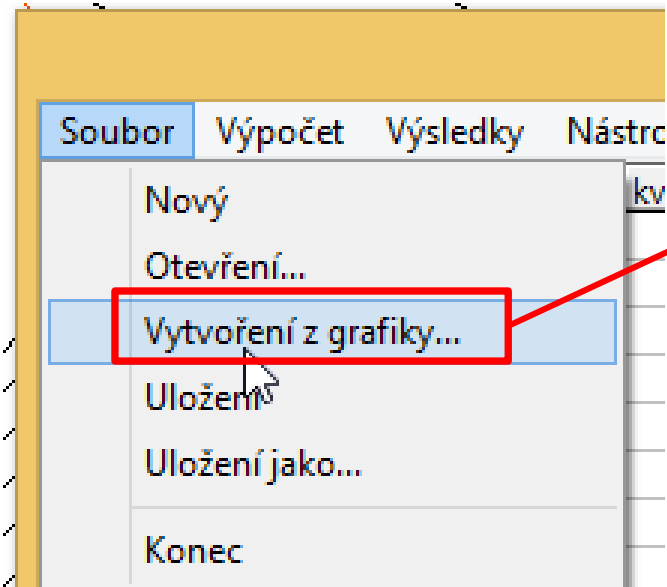 Soubor Výpočet Výsledky Nástro
Nový kv
Otevření...
Vytvoření z grafiky...
Uložení
Uložení jako...
Konec